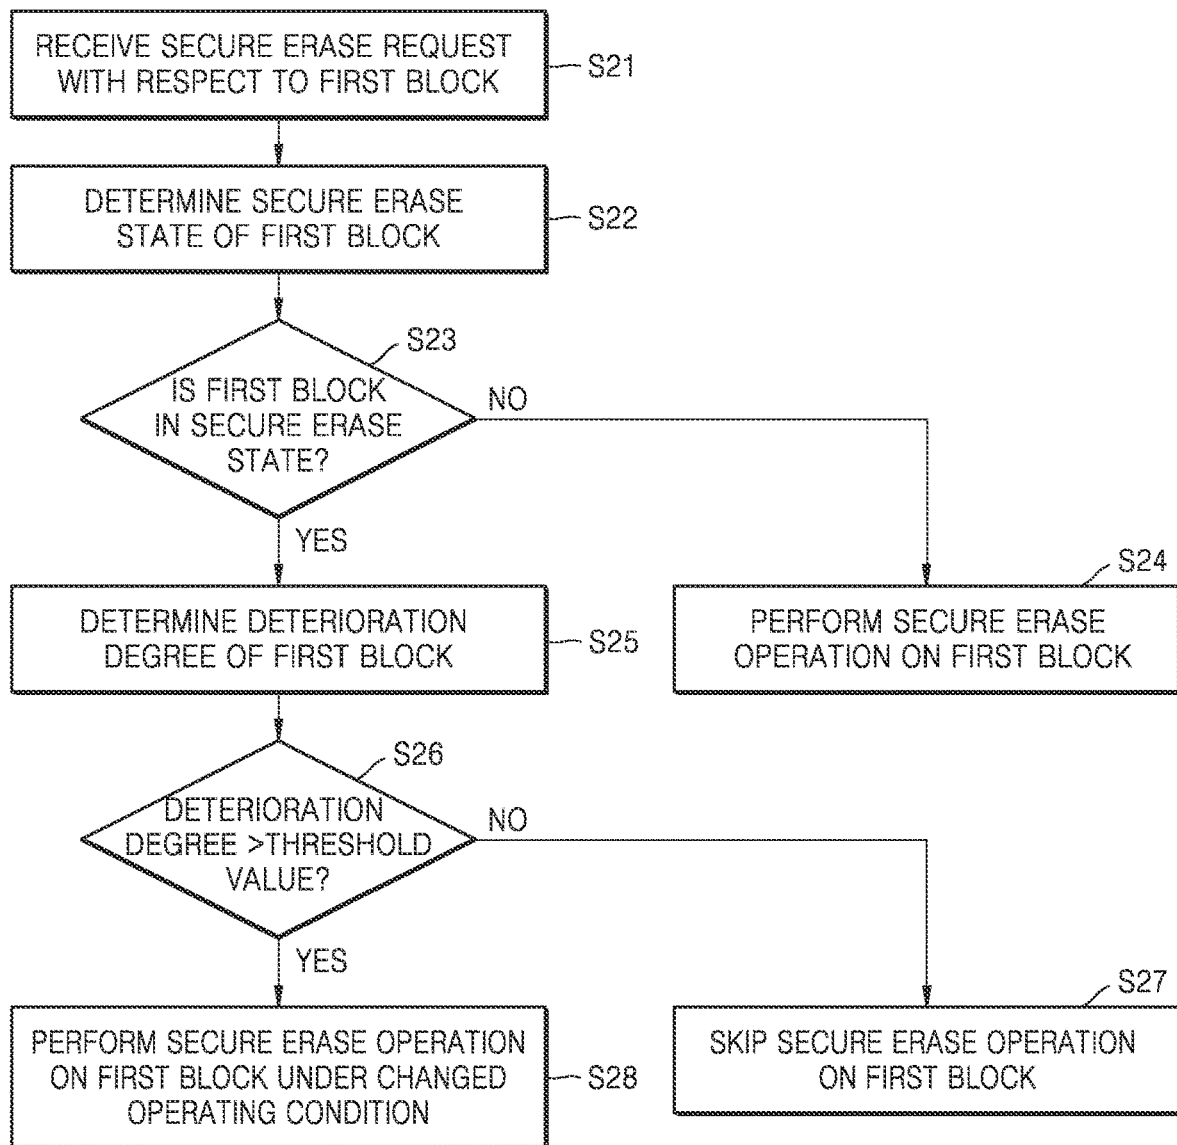 RECEIVE SECURE ERASE REQUEST
WITH RESPECT TO FIRST BLOCK
S21
DETERMINE SECURE ERASE
STATE OF FIRST BLOCK
S22
S23
IS FIRST BLOCK
IN SECURE ERASE
STATE?
NO
YES
S24
PERFORM SECURE ERASE
OPERATION ON FIRST BLOCK
DETERMINE DETERIORATION
DEGREE OF FIRST BLOCK
S25
S26
DETERIORATION
DEGREE >THRESHOLD
VALUE?
NO
YES
S27
SKIP SECURE ERASE OPERATION
ON FIRST BLOCK
PERFORM SECURE ERASE OPERATION
ON FIRST BLOCK UNDER CHANGED
OPERATING CONDITION
S28